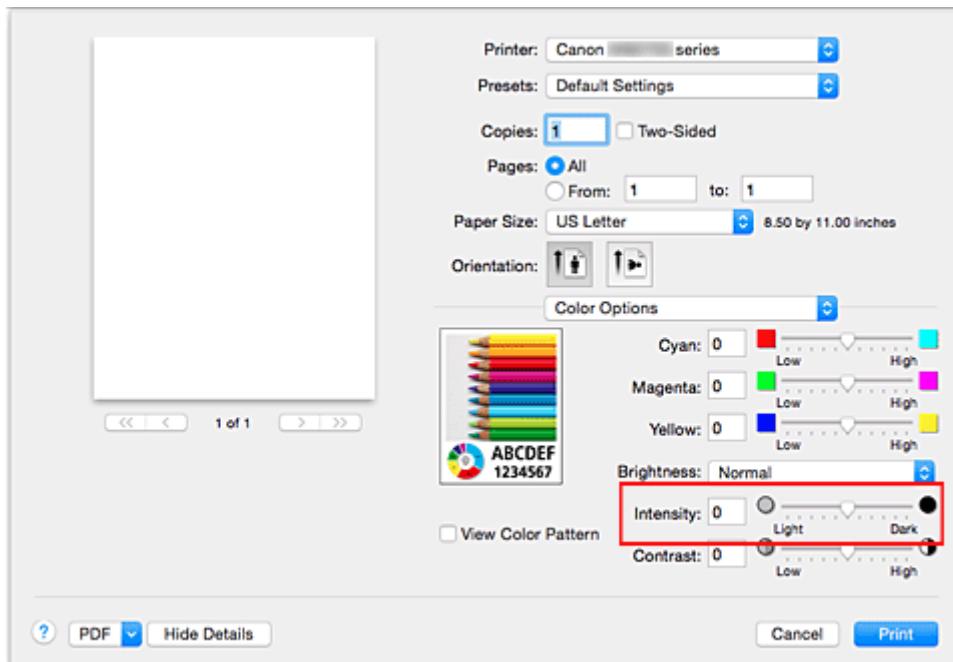 Printer: Canon series
Presets: Default Settings
Copies: 1 Two-Sided
Pages: All
From: 1 to: 1
Paper Size: US Letter 8.50 by 11.00 inches
Orientation:
Color Options
Cyan: 0
Low High
Magenta: 0
Low High
Yellow: 0
Low High
ABCDEF
1234567
Brightness: Normal
Intensity: 0
Light Dark
View Color Pattern
Contrast: 0
Low High
<< < 1 of 1 > >>
? PDF Hide Details Cancel Print